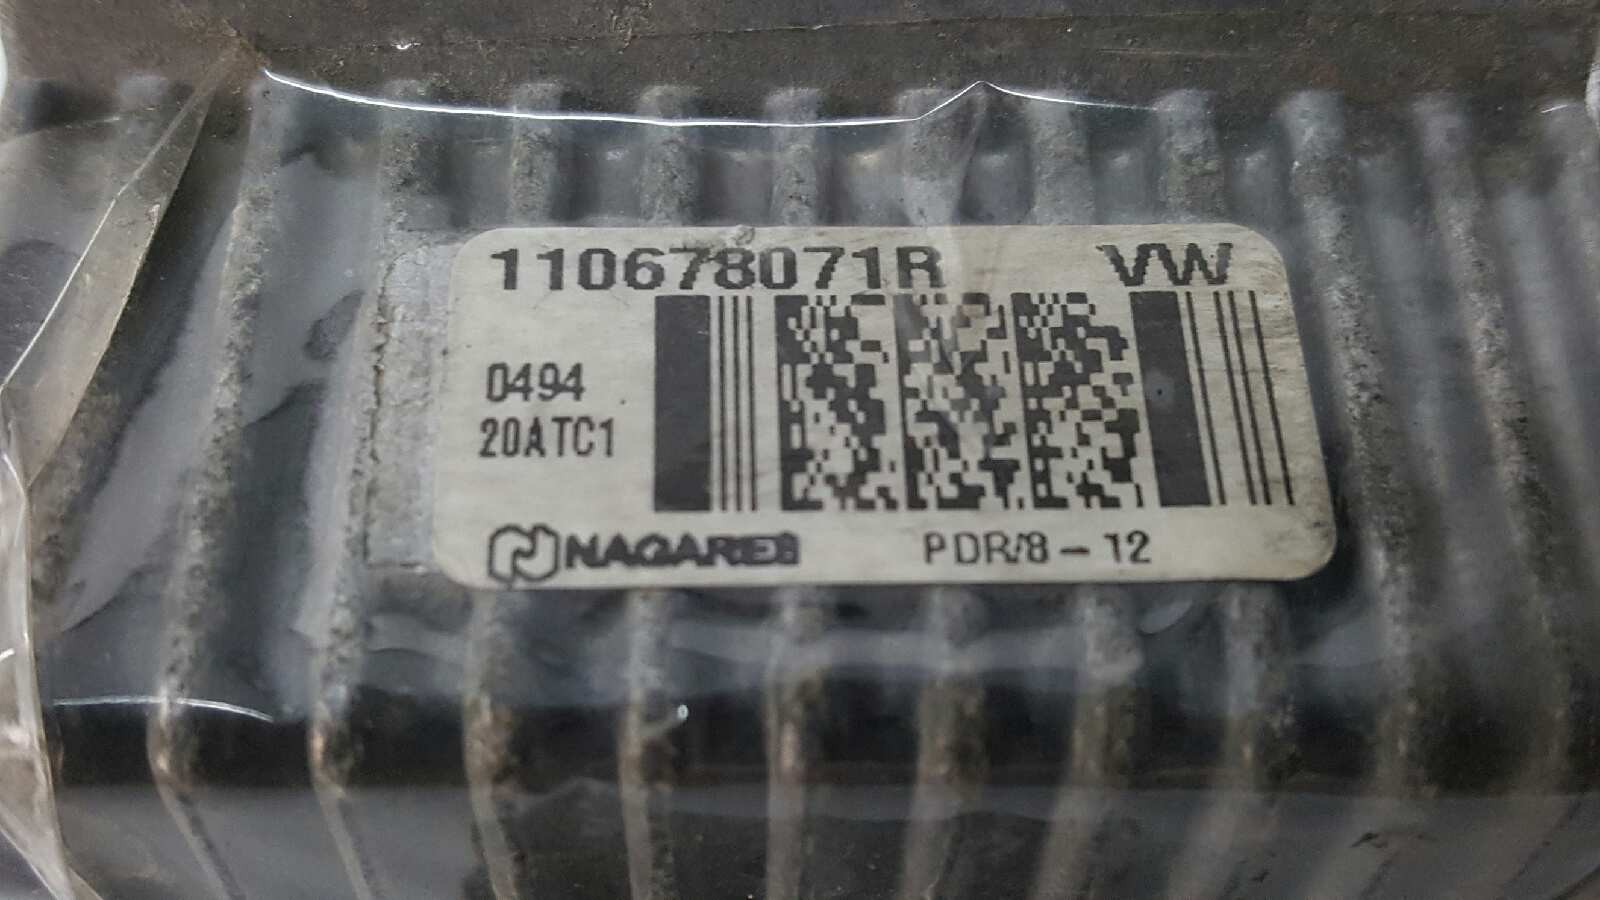 110678071R VW
0494
20ATC1
NAGARES PDR/8-12